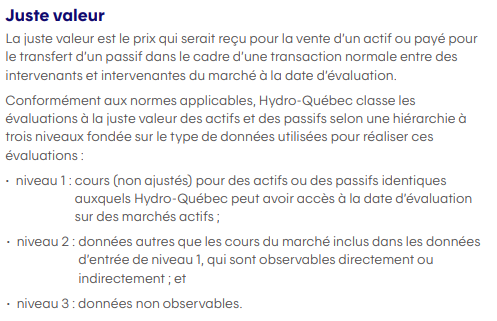 Juste valeur
La juste valeur est le prix qui serait reçu pour la vente d’un actif ou payé pour
le transfert d’un passif dans le cadre d’une transaction normale entre des
intervenants et intervenantes du marché à la date d’évaluation.
Conformément aux normes applicables, Hydro-Québec classe les
évaluations à la juste valeur des actifs et des passifs selon une hiérarchie à
trois niveaux fondée sur le type de données utilisées pour réaliser ces
évaluations :
· niveau 1 : cours (non ajustés) pour des actifs ou des passifs identiques
auxquels Hydro-Québec peut avoir accès à la date d’évaluation
sur des marchés actifs ;
· niveau 2 : données autres que les cours du marché inclus dans les données
d’entrée de niveau 1, qui sont observables directement ou
indirectement ; et
· niveau 3 : données non observables.